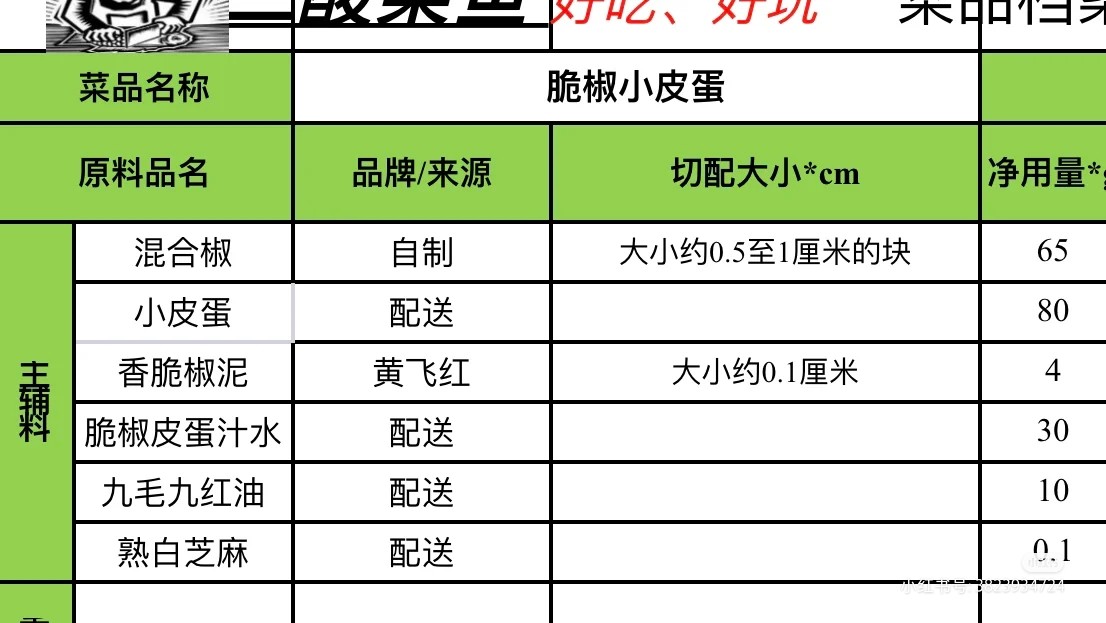 酸菜鱼 好吃、好玩 菜品档案
菜品名称 脆椒小皮蛋
原料品名 品牌/来源 切配大小*cm 净用量*g
主辅料
混合椒 自制 大小约0.5至1厘米的块 65
小皮蛋 配送 80
香脆椒泥 黄飞红 大小约0.1厘米 4
脆椒皮蛋汁水 配送 30
九毛九红油 配送 10
熟白芝麻 配送 0.1
小红书号:3823934724